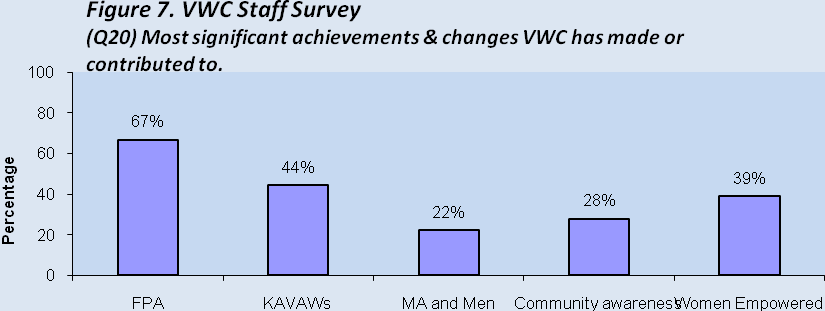 Figure 7. VWC Staff Survey
(Q20) Most significant achievements & changes VWC has made or
contributed to.
100
80
60
40
20
0
Percentage
67%
44%
22%
28%
39%
FPA
KAVAWs
MA and Men
Community awareness
Women Empowered